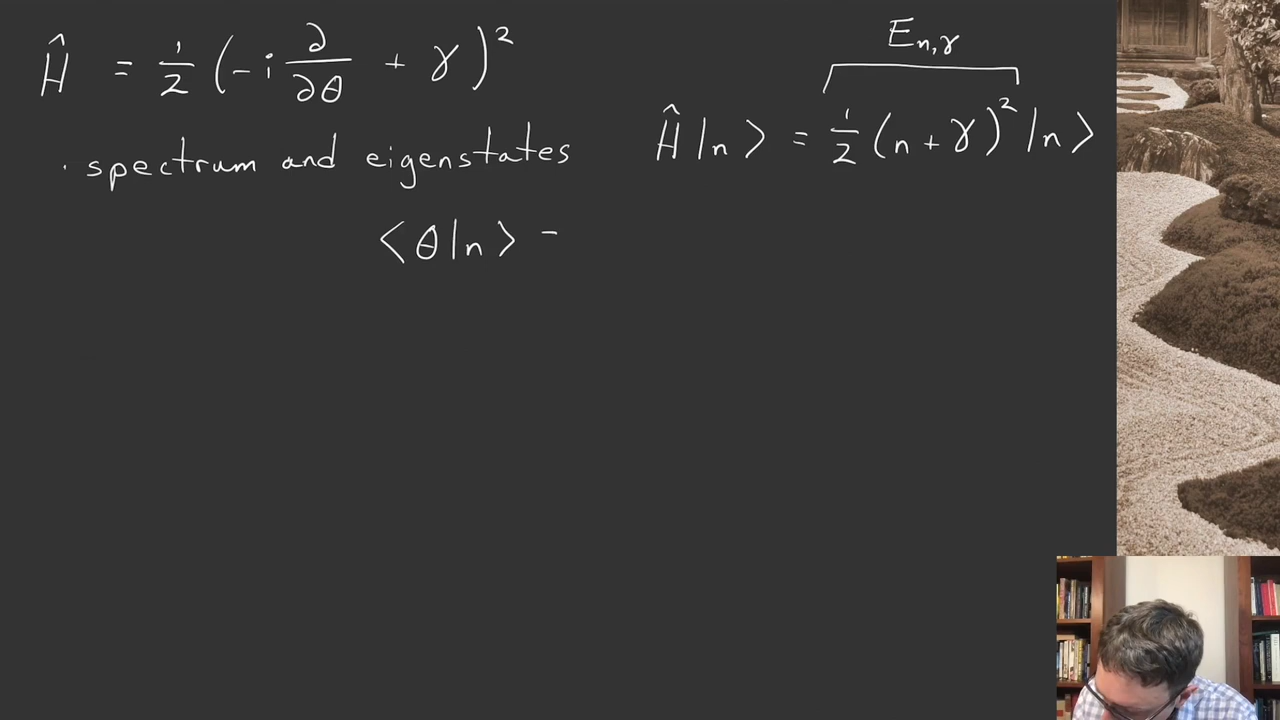 Ĥ = 1/2 (-i ∂/∂θ + γ)²
E_{n,γ}
Ĥ|n⟩ = 1/2 (n + γ)² |n⟩
· spectrum and eigenstates
⟨θ|n⟩ -